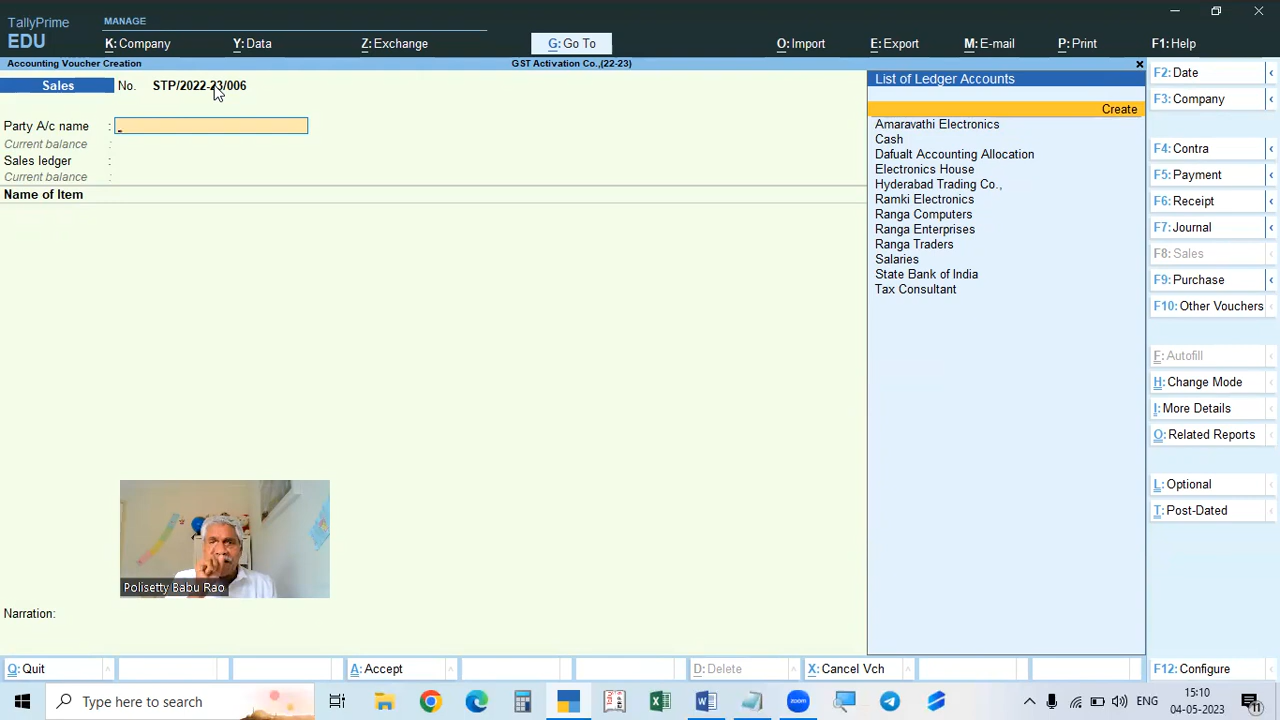 TallyPrime
EDU
MANAGE
K: Company
Y: Data
Z: Exchange
G: Go To
O: Import
E: Export
M: E-mail
P: Print
F1: Help
Accounting Voucher Creation
GST Activation Co.,(22-23)
Sales
No.
STP/2022-23/006
Party A/c name :
Current balance :
Sales ledger :
Current balance :
Name of Item
Narration:
List of Ledger Accounts
Create
Amaravathi Electronics
Cash
Dafualt Accounting Allocation
Electronics House
Hyderabad Trading Co.,
Ramki Electronics
Ranga Computers
Ranga Enterprises
Ranga Traders
Salaries
State Bank of India
Tax Consultant
F2: Date
F3: Company
F4: Contra
F5: Payment
F6: Receipt
F7: Journal
F8: Sales
F9: Purchase
F10: Other Vouchers
F: Autofill
H: Change Mode
I: More Details
O: Related Reports
L: Optional
T: Post-Dated
F12: Configure
Polisetty Babu Rao
Q: Quit
A: Accept
D: Delete
X: Cancel Vch
Type here to search
zoom
ENG
15:10
04-05-2023
11